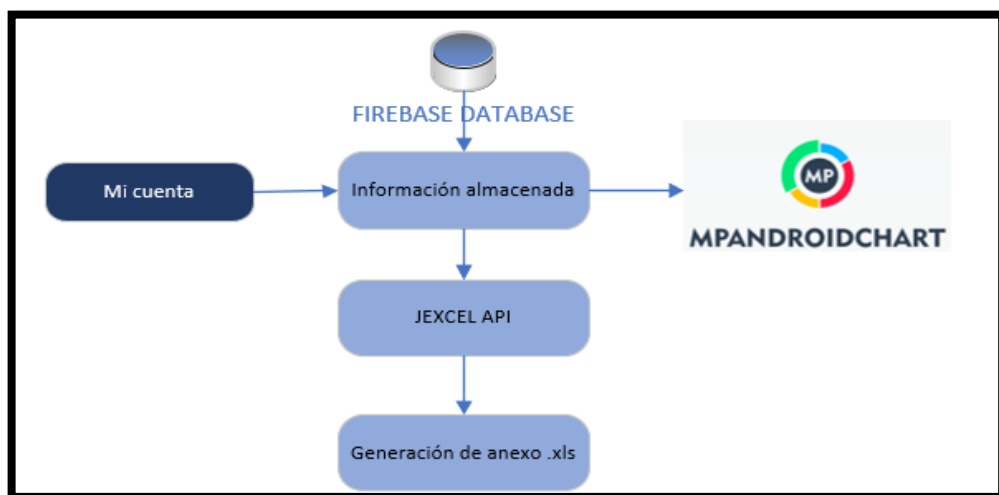 FIREBASE DATABASE
Mi cuenta
Información almacenada
MP
MPANDROIDCHART
JEXCEL API
Generación de anexo .xls